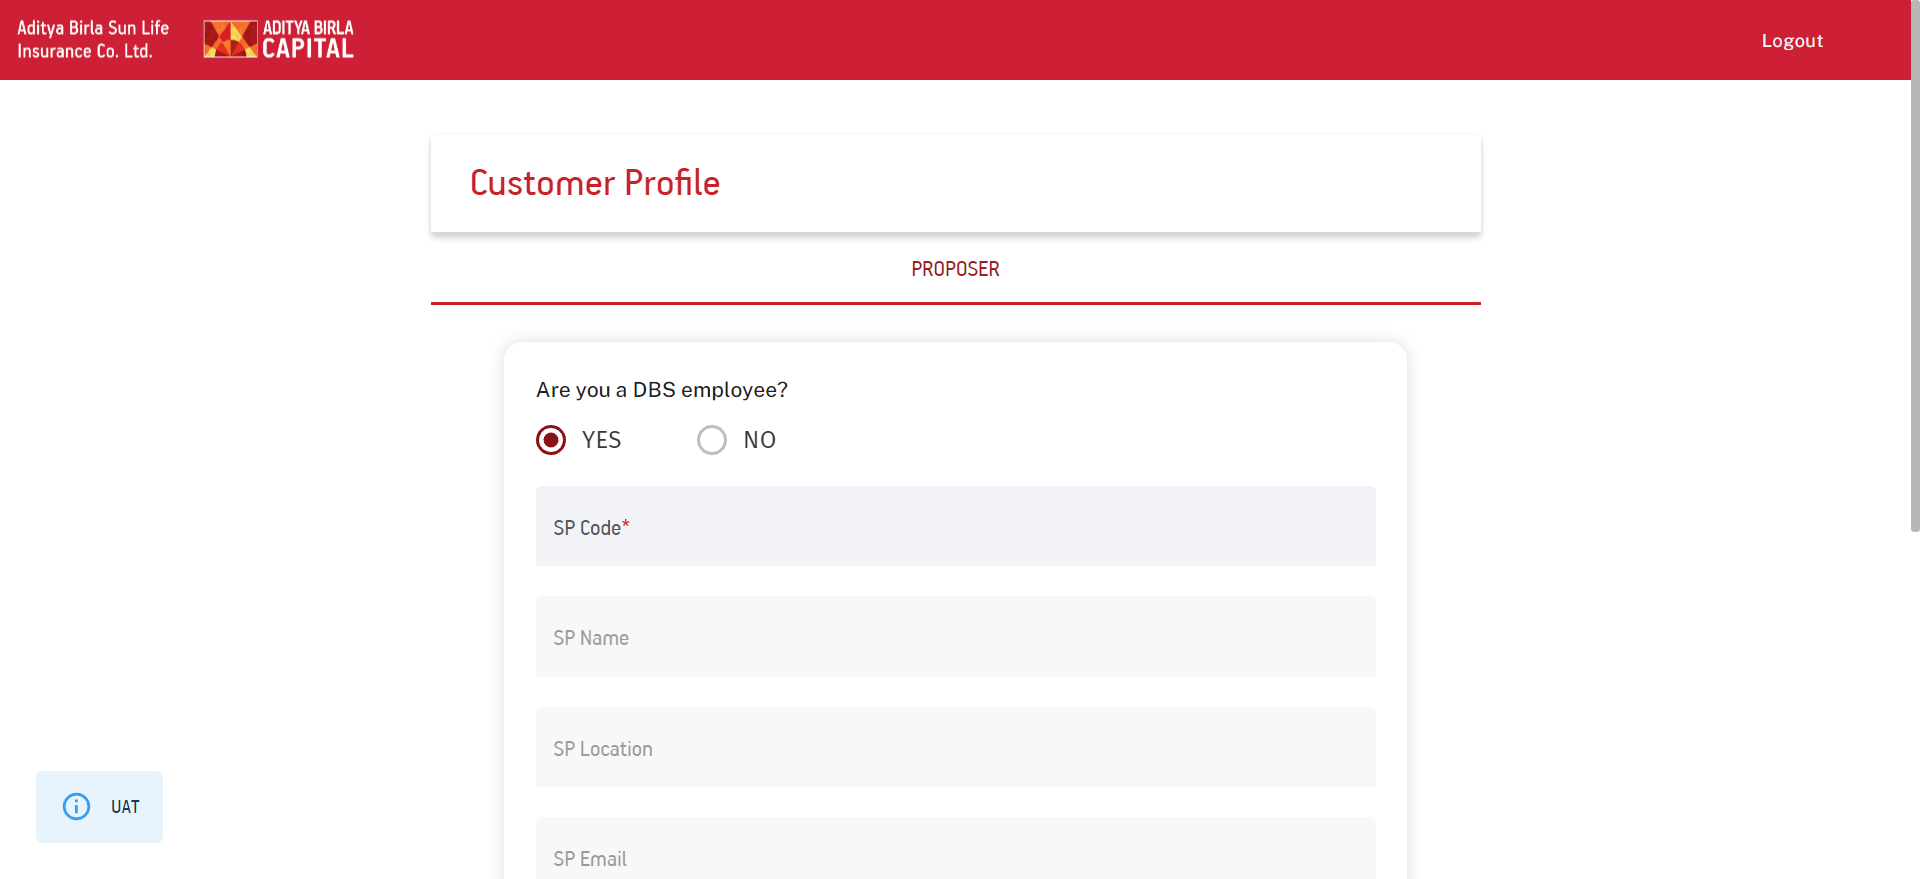 Aditya Birla Sun Life
Insurance Co. Ltd.
ADITYA BIRLA
CAPITAL
Logout
Customer Profile
PROPOSER
Are you a DBS employee?
YES
NO
SP Code*
SP Name
SP Location
SP Email
UAT